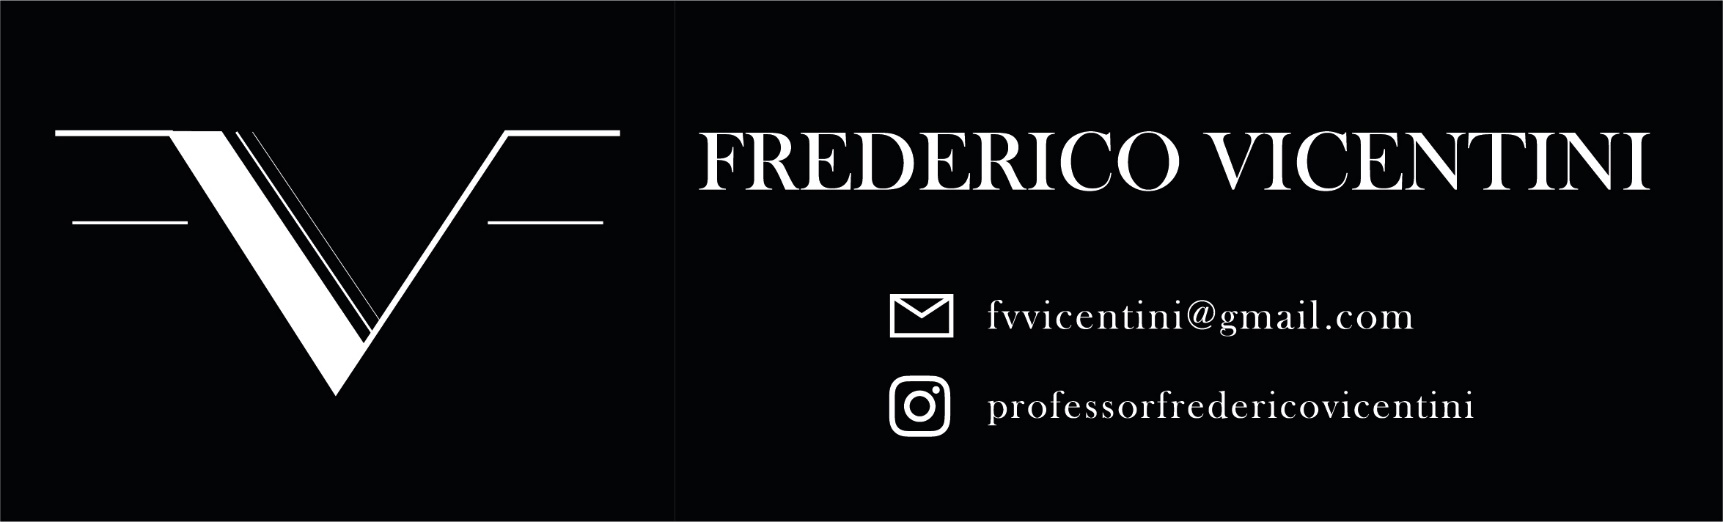 FREDERICO VICENTINI
fvvicentini@gmail.com
professorfredericovicentini